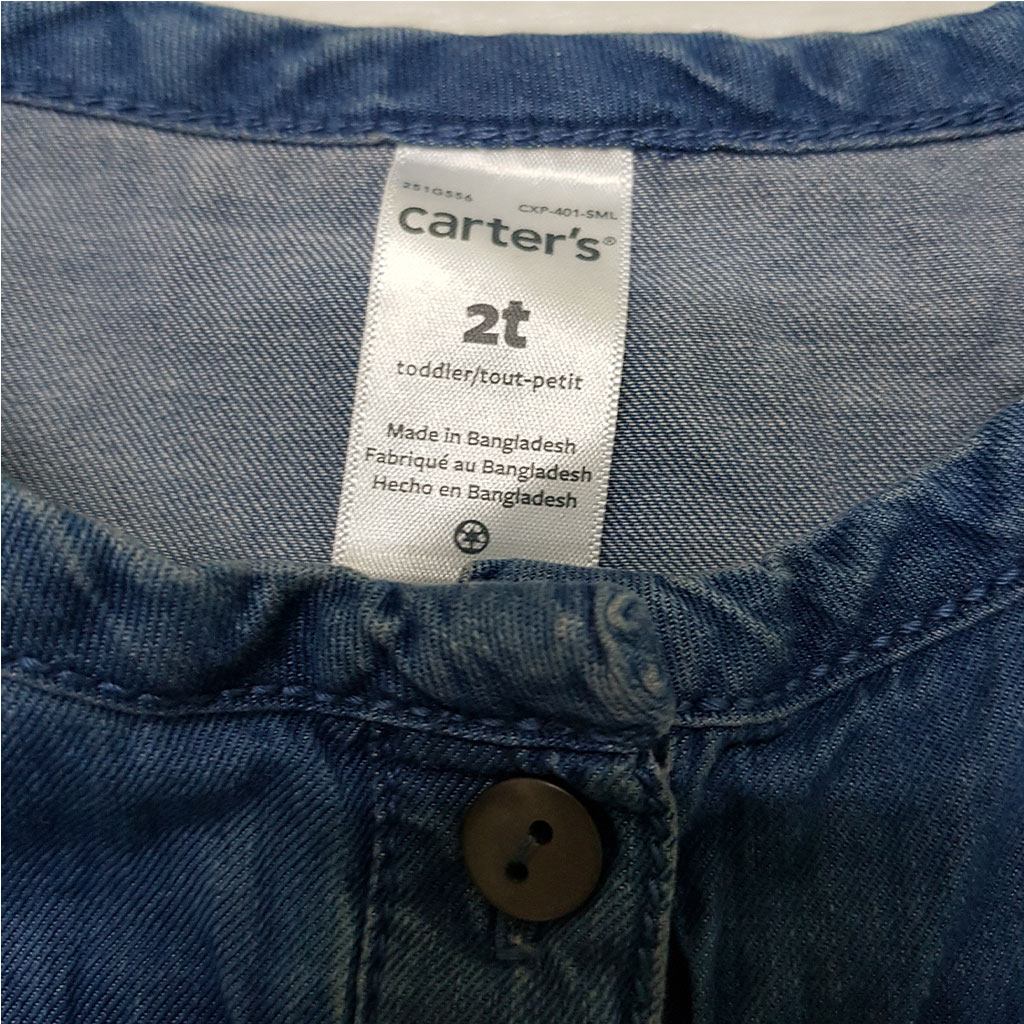 251G556
CXP-401-SML
carter's®
2t
toddler/tout-petit
Made in Bangladesh
Fabriqué au Bangladesh
Hecho en Bangladesh